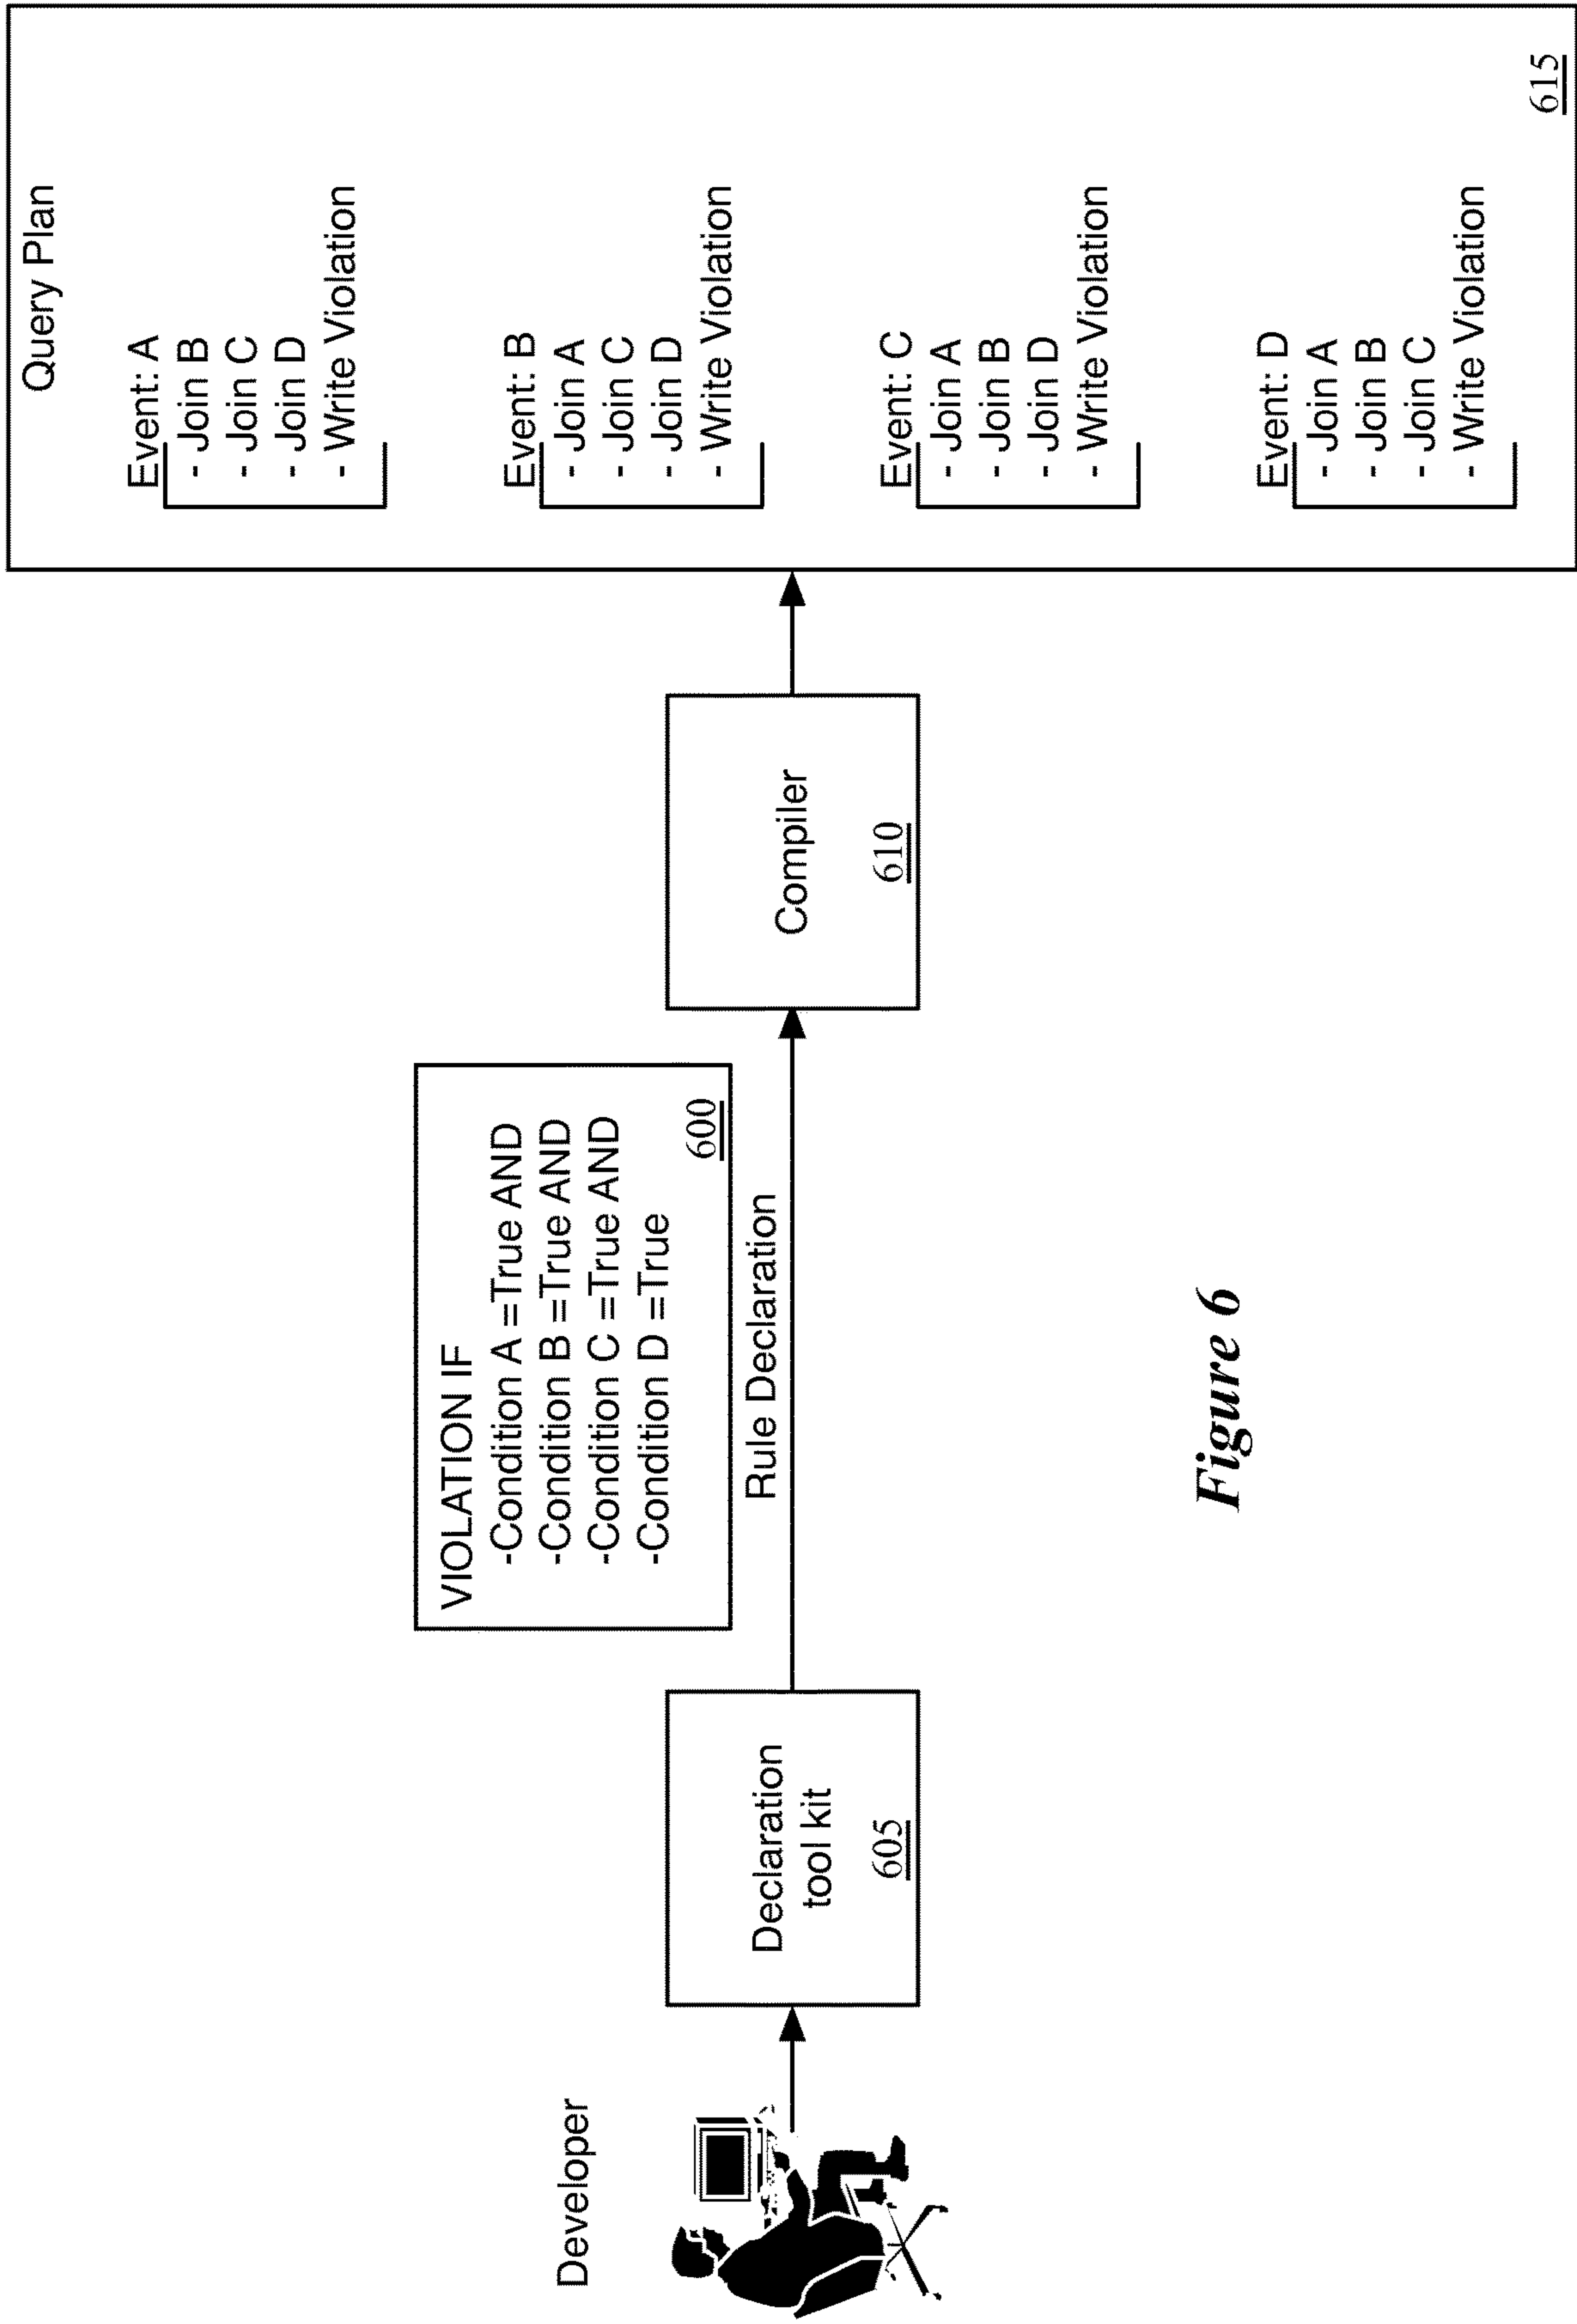 Developer
Declaration
tool kit
605
VIOLATION IF
-Condition A =True AND
-Condition B =True AND
-Condition C =True AND
-Condition D =True
600
Rule Declaration
Compiler
610
Query Plan
Event: A
- Join B
- Join C
- Join D
- Write Violation
Event: B
- Join A
- Join C
- Join D
- Write Violation
Event: C
- Join A
- Join B
- Join D
- Write Violation
Event: D
- Join A
- Join B
- Join C
- Write Violation
615
Figure 6